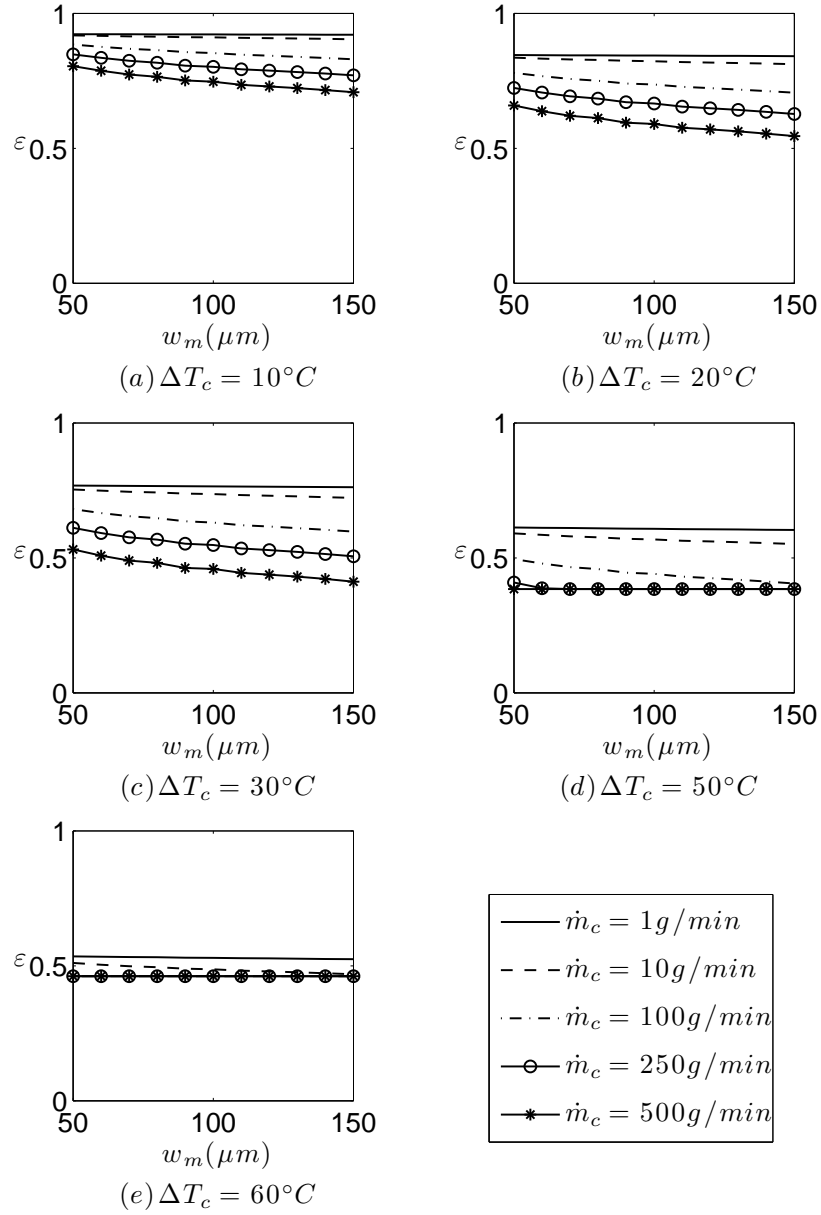 1
ε 0.5
0
50 100 150
w_m(μm)
(a) ΔT_c = 10°C
1
ε 0.5
0
50 100 150
w_m(μm)
(b) ΔT_c = 20°C
1
ε 0.5
0
50 100 150
w_m(μm)
(c) ΔT_c = 30°C
1
ε 0.5
0
50 100 150
w_m(μm)
(d) ΔT_c = 50°C
1
ε 0.5
0
50 100 150
w_m(μm)
(e) ΔT_c = 60°C
ṁ_c = 1g/min
ṁ_c = 10g/min
ṁ_c = 100g/min
ṁ_c = 250g/min
ṁ_c = 500g/min